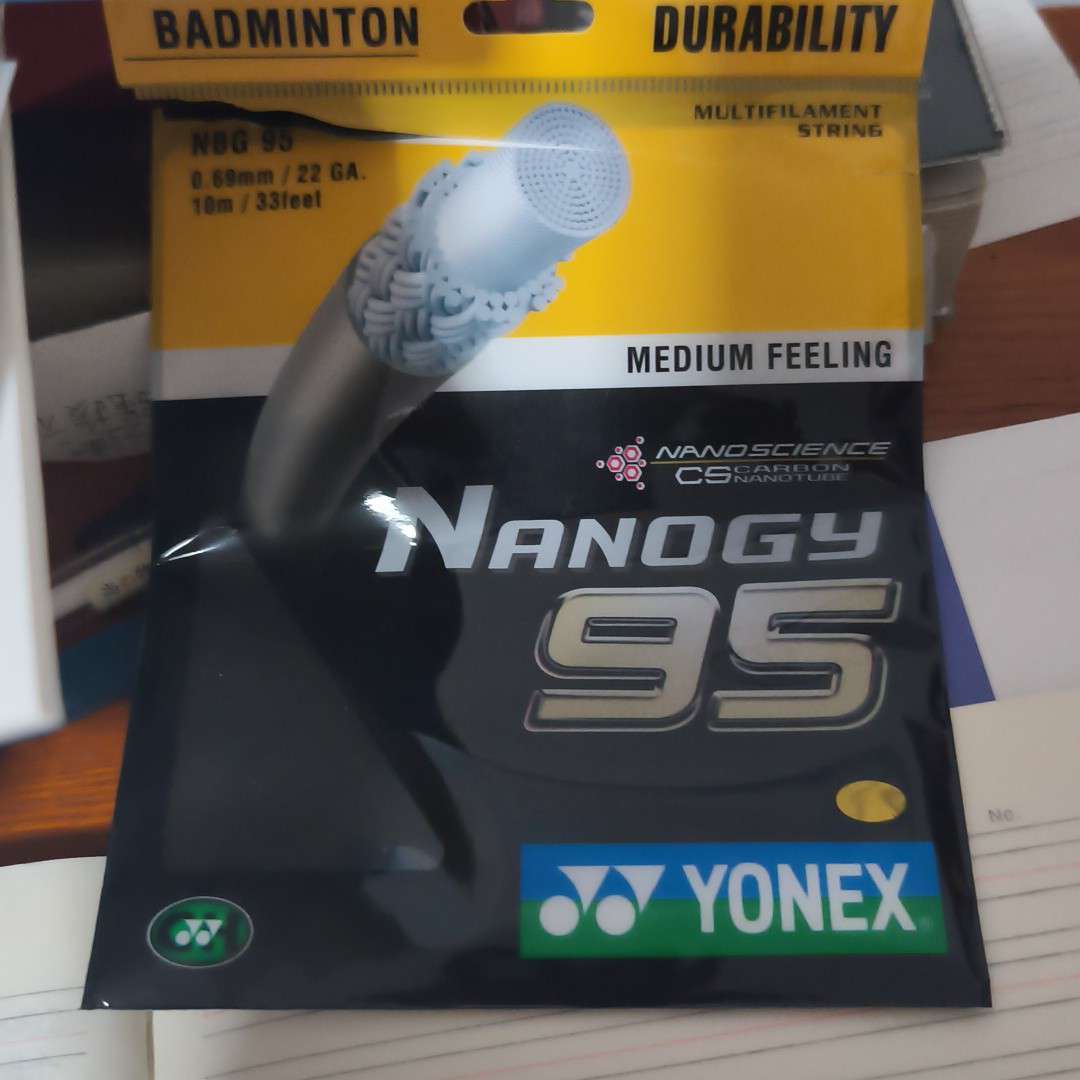 BADMINTON
DURABILITY
MULTIFILAMENT
STRING
NBG 95
0.69mm / 22 GA.
10m / 33feet
MEDIUM FEELING
NANOSCIENCE
CS CARBON
NANOTUBE
NANOGY
95
YONEX®
No.